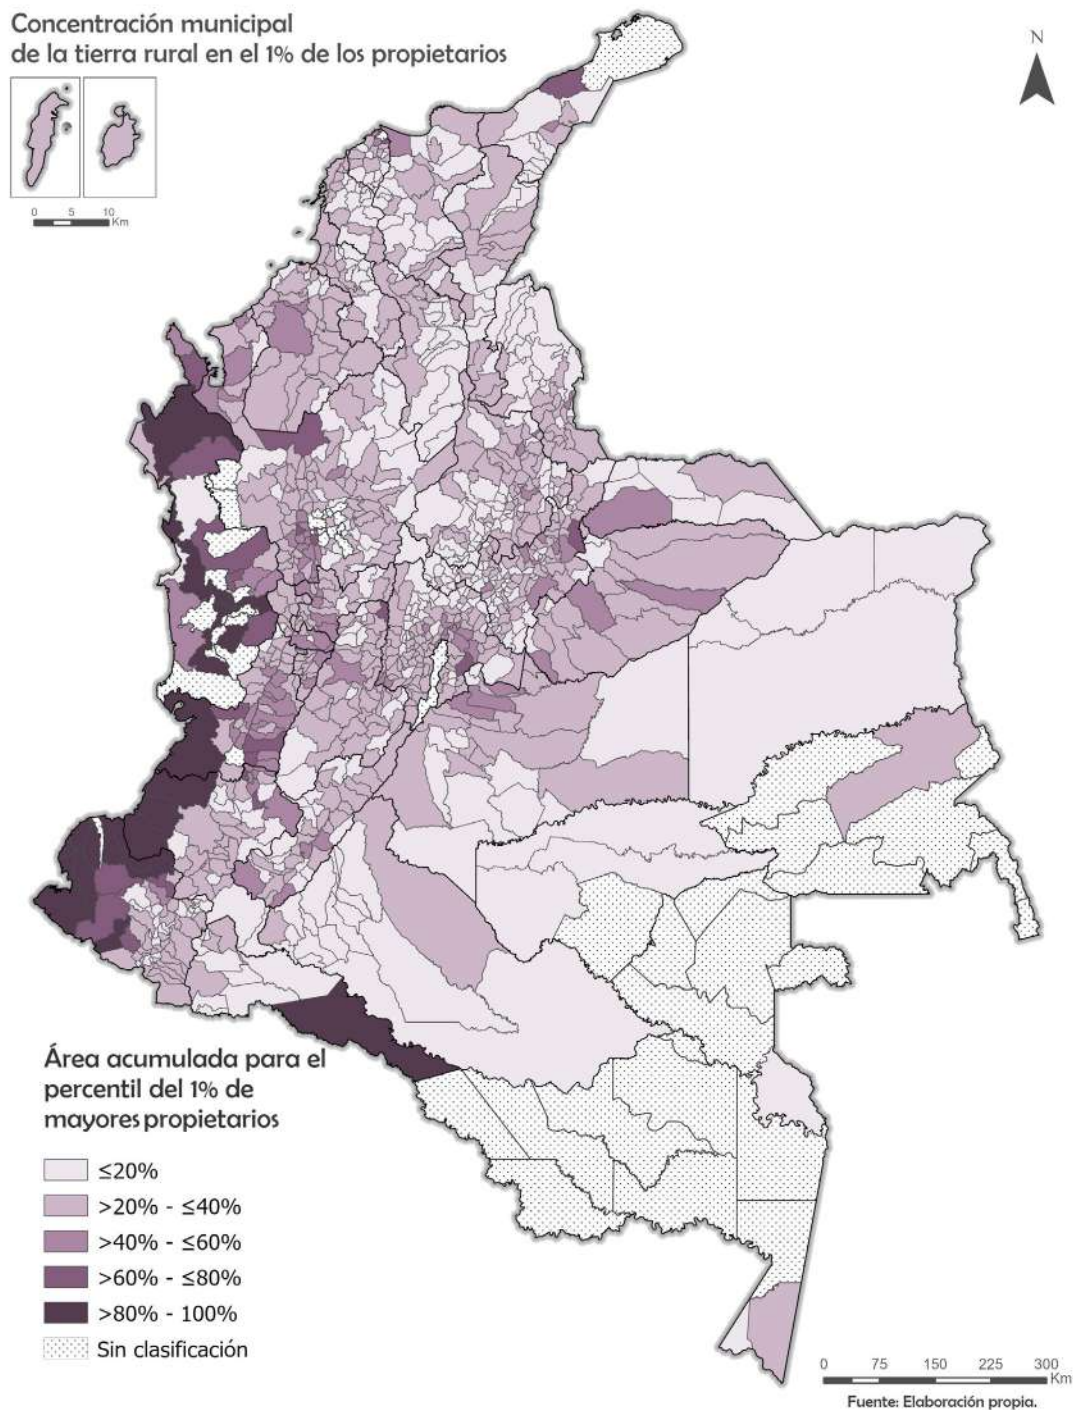 Concentración municipal
de la tierra rural en el 1% de los propietarios
N
0 5 10
Km
Área acumulada para el
percentil del 1% de
mayores propietarios
≤20%
>20% - ≤40%
>40% - ≤60%
>60% - ≤80%
>80% - 100%
Sin clasificación
0 75 150 225 300
Km
Fuente: Elaboración propia.